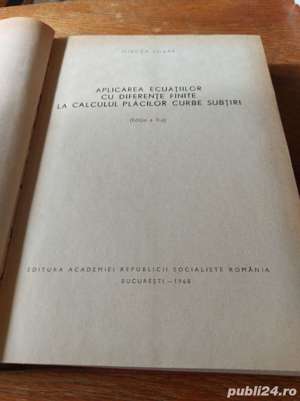 MIRCEA SOARE
APLICAREA ECUAȚIILOR
CU DIFERENȚE FINITE
LA CALCULUL PLĂCILOR CURBE SUBȚIRI
(Ediția a II-a)
EDITURA ACADEMIEI REPUBLICII SOCIALISTE ROMÂNIA
BUCUREȘTI — 1968
publi24.ro